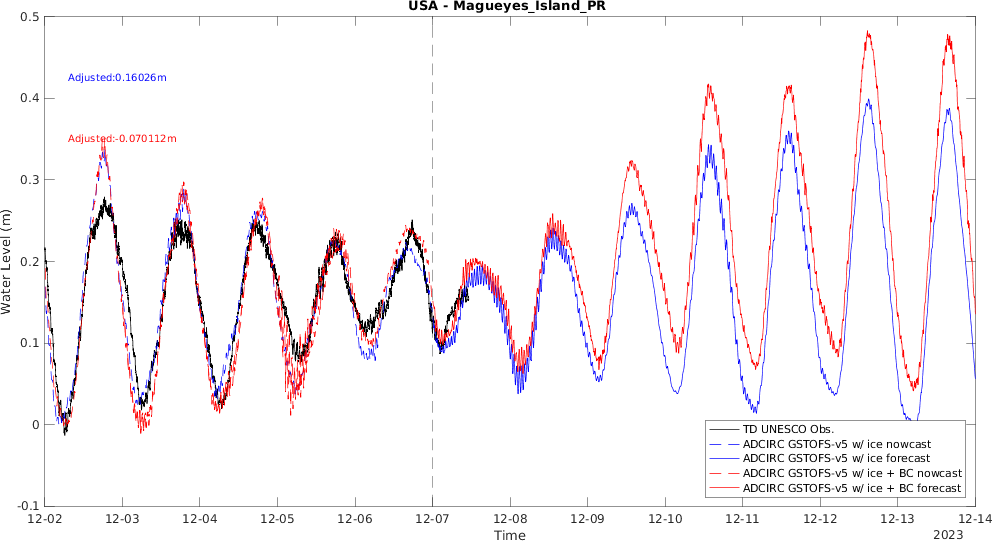 USA - Magueyes_Island_PR
0.5
0.4
0.3
0.2
0.1
0
-0.1
Water Level (m)
Adjusted:0.16026m
Adjusted:-0.070112m
TD UNESCO Obs.
ADCIRC GSTOFS-v5 w/ ice nowcast
ADCIRC GSTOFS-v5 w/ ice forecast
ADCIRC GSTOFS-v5 w/ ice + BC nowcast
ADCIRC GSTOFS-v5 w/ ice + BC forecast
12-02 12-03 12-04 12-05 12-06 12-07 12-08 12-09 12-10 12-11 12-12 12-13 12-14
Time
2023